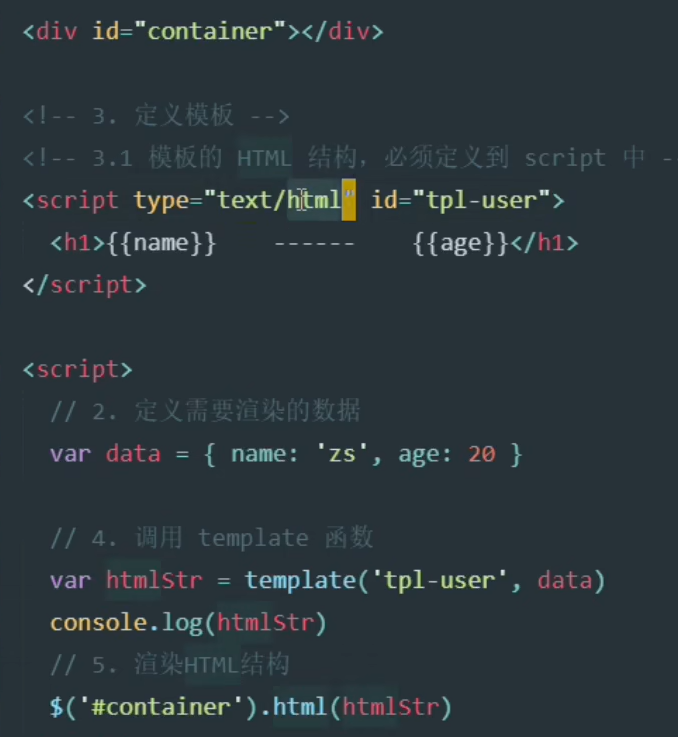 <div id="container"></div>
<!-- 3. 定义模板 -->
<!-- 3.1 模板的 HTML 结构，必须定义到 script 中 -
<script type="text/html" id="tpl-user">
<h1>{{name}}    ------    {{age}}</h1>
</script>
<script>
// 2. 定义需要渲染的数据
var data = { name: 'zs', age: 20 }
// 4. 调用 template 函数
var htmlStr = template('tpl-user', data)
console.log(htmlStr)
// 5. 渲染HTML结构
$('#container').html(htmlStr)